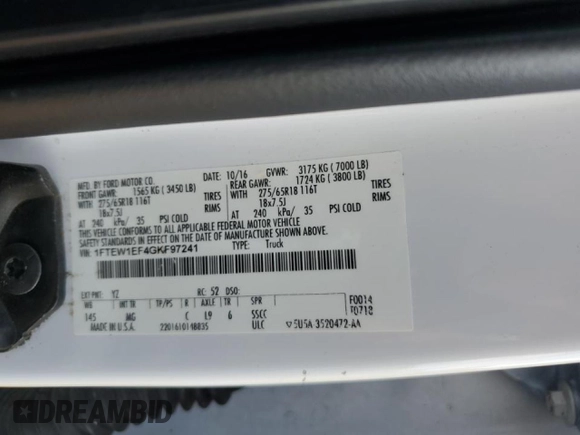 MFD. BY FORD MOTOR CO.
DATE: 10/16 GVWR: 3175 KG ( 7000 LB)
FRONT GAWR: 1565 KG ( 3450 LB) REAR GAWR: 1724 KG ( 3800 LB)
WITH 275/65R18 116T TIRES WITH 275/65R18 116T TIRES
18x7.5J RIMS 18x7.5J RIMS
AT 240 kPa/ 35 PSI COLD AT 240 kPa/ 35 PSI COLD
THIS VEHICLE CONFORMS TO ALL APPLICABLE FEDERAL MOTOR VEHICLE
SAFETY STANDARDS IN EFFECT ON THE DATE OF MANUFACTURE SHOWN ABOVE.
VIN: 1FTEW1EF4GKF97241 TYPE: Truck
EXT PNT: YZ RC: 52 DSO:
WB INT TR TP/PS R AXLE TR SPR F0014
145 MG C L9 6 SSCC T0718
MADE IN U.S.A. 2201610148835 ULC ▽5U5A 3520472-AA
DREAMBID